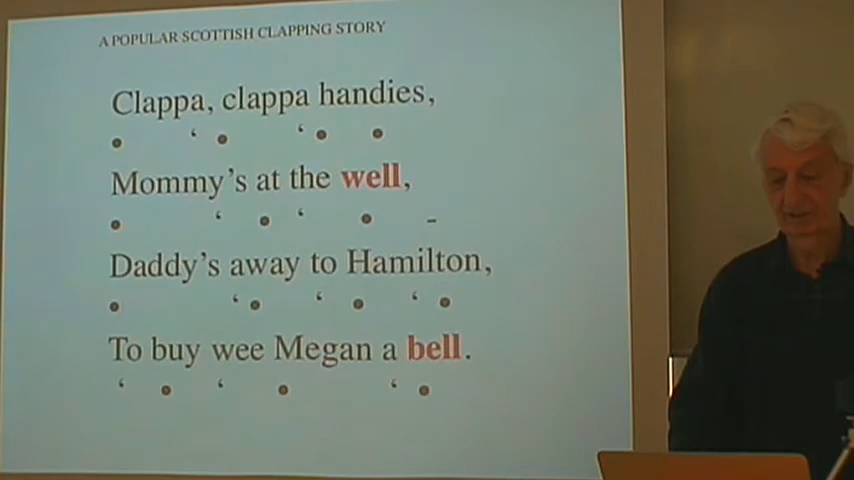 A POPULAR SCOTTISH CLAPPING STORY
Clappa, clappa handies,
Mommy's at the well,
Daddy's away to Hamilton,
To buy wee Megan a bell.